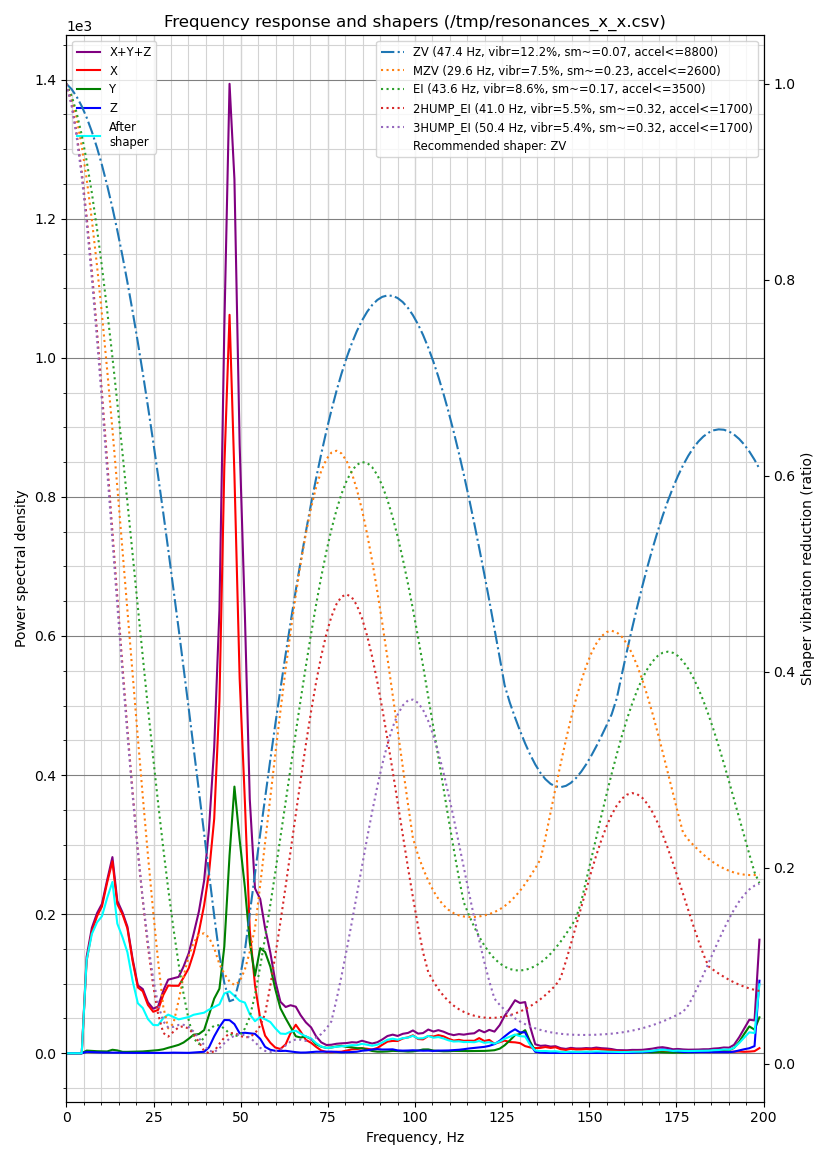 Frequency response and shapers (/tmp/resonances_x_x.csv)
1e3
X+Y+Z
X
Y
Z
After
shaper
ZV (47.4 Hz, vibr=12.2%, sm~=0.07, accel<=8800)
MZV (29.6 Hz, vibr=7.5%, sm~=0.23, accel<=2600)
EI (43.6 Hz, vibr=8.6%, sm~=0.17, accel<=3500)
2HUMP_EI (41.0 Hz, vibr=5.5%, sm~=0.32, accel<=1700)
3HUMP_EI (50.4 Hz, vibr=5.4%, sm~=0.32, accel<=1700)
Recommended shaper: ZV
1.4
1.2
1.0
0.8
0.6
0.4
0.2
0.0
Power spectral density
1.0
0.8
0.6
0.4
0.2
0.0
Shaper vibration reduction (ratio)
0 25 50 75 100 125 150 175 200
Frequency, Hz